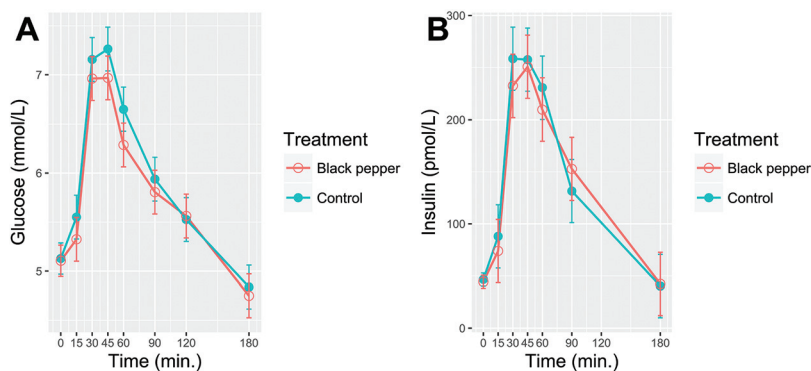 A
Glucose (mmol/L)
7
6
5
0 15 30 45 60 90 120 180
Time (min.)
Treatment
Black pepper
Control
B
Insulin (pmol/L)
300
200
100
0
0 15 30 45 60 90 120 180
Time (min.)
Treatment
Black pepper
Control